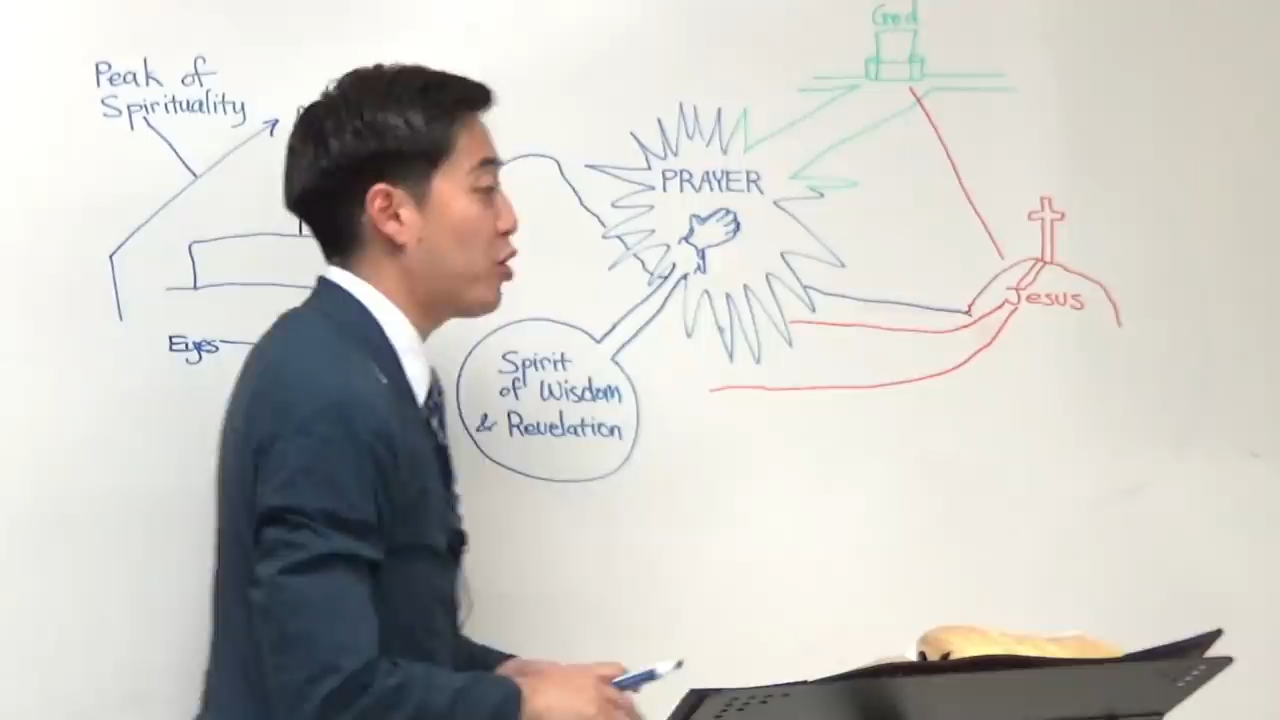 Peak of
Spirituality
Eyes
God
PRAYER
Jesus
Spirit
of Wisdom
& Revelation